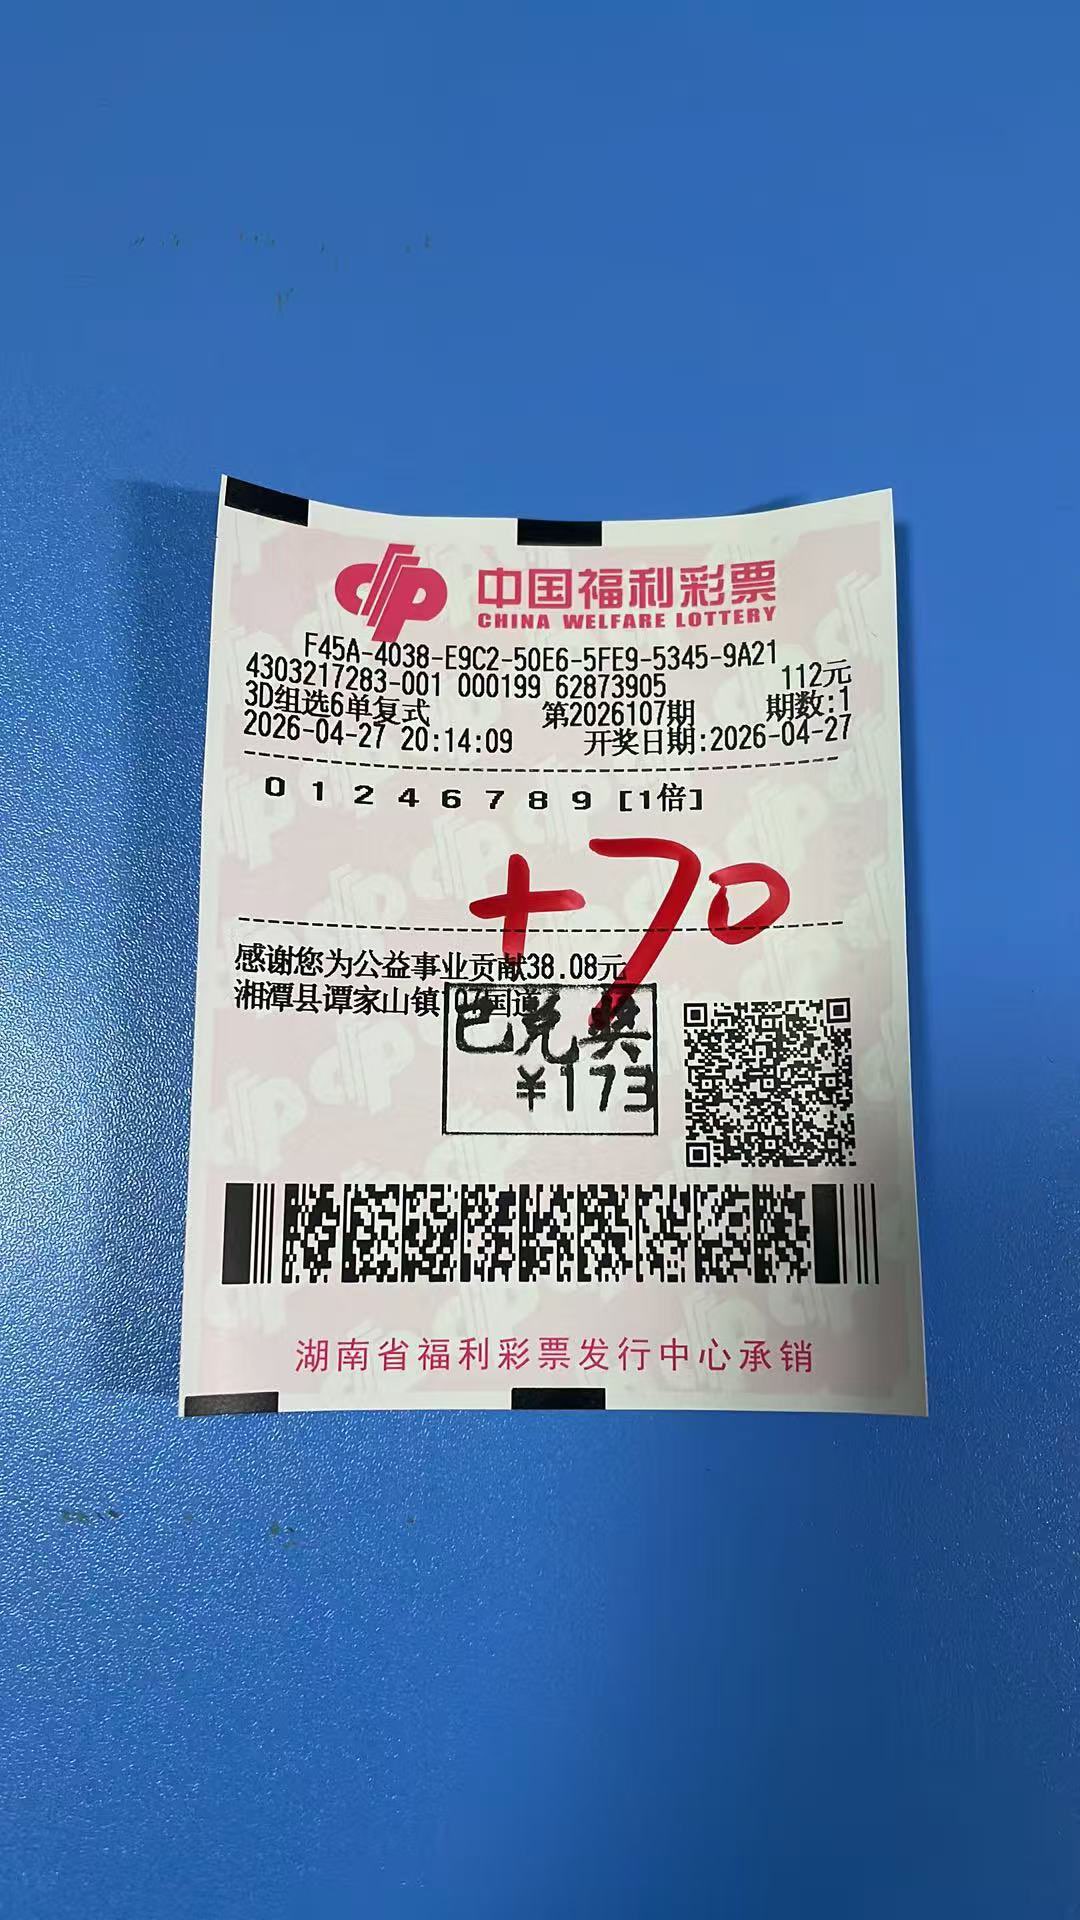 中国福利彩票
CHINA WELFARE LOTTERY
F45A-4038-E9C2-50E6-5FE9-5345-9A21
4303217283-001 000199 62873905 112元
3D组选6单复式 第2026107期 期数:1
2026-04-27 20:14:09 开奖日期:2026-04-27
0 1 2 4 6 7 8 9 [1倍]
+70
感谢您为公益事业贡献38.08元
湘潭县谭家山镇107国道
已兑奖
¥173
湖南省福利彩票发行中心承销